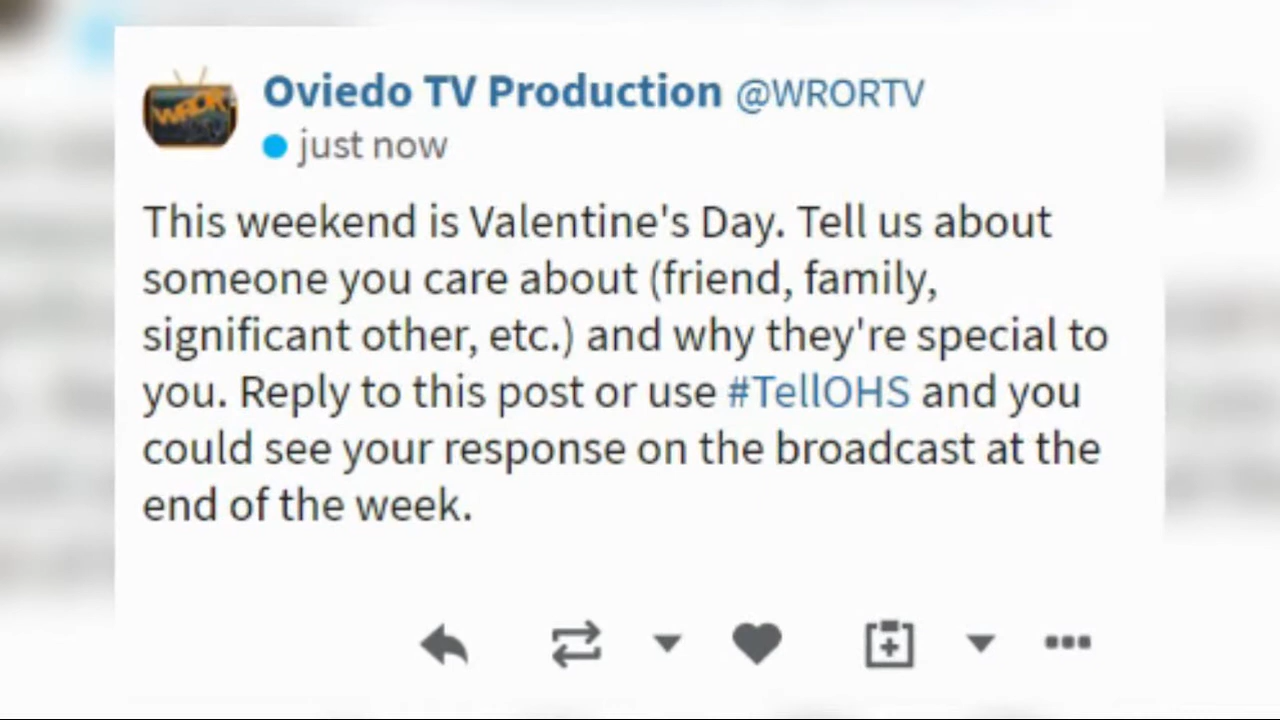 WROR
Oviedo TV Production @WRORTV
just now
This weekend is Valentine's Day. Tell us about
someone you care about (friend, family,
significant other, etc.) and why they're special to
you. Reply to this post or use #TellOHS and you
could see your response on the broadcast at the
end of the week.